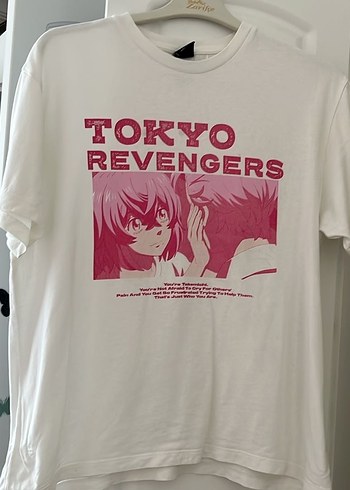 Zardop
TOKYO
REVENGERS
You're Takemichi.
You're Not Afraid To Cry For Others'
Pain And You Get So Frustrated Trying To Help Them.
That's Just Who You Are.